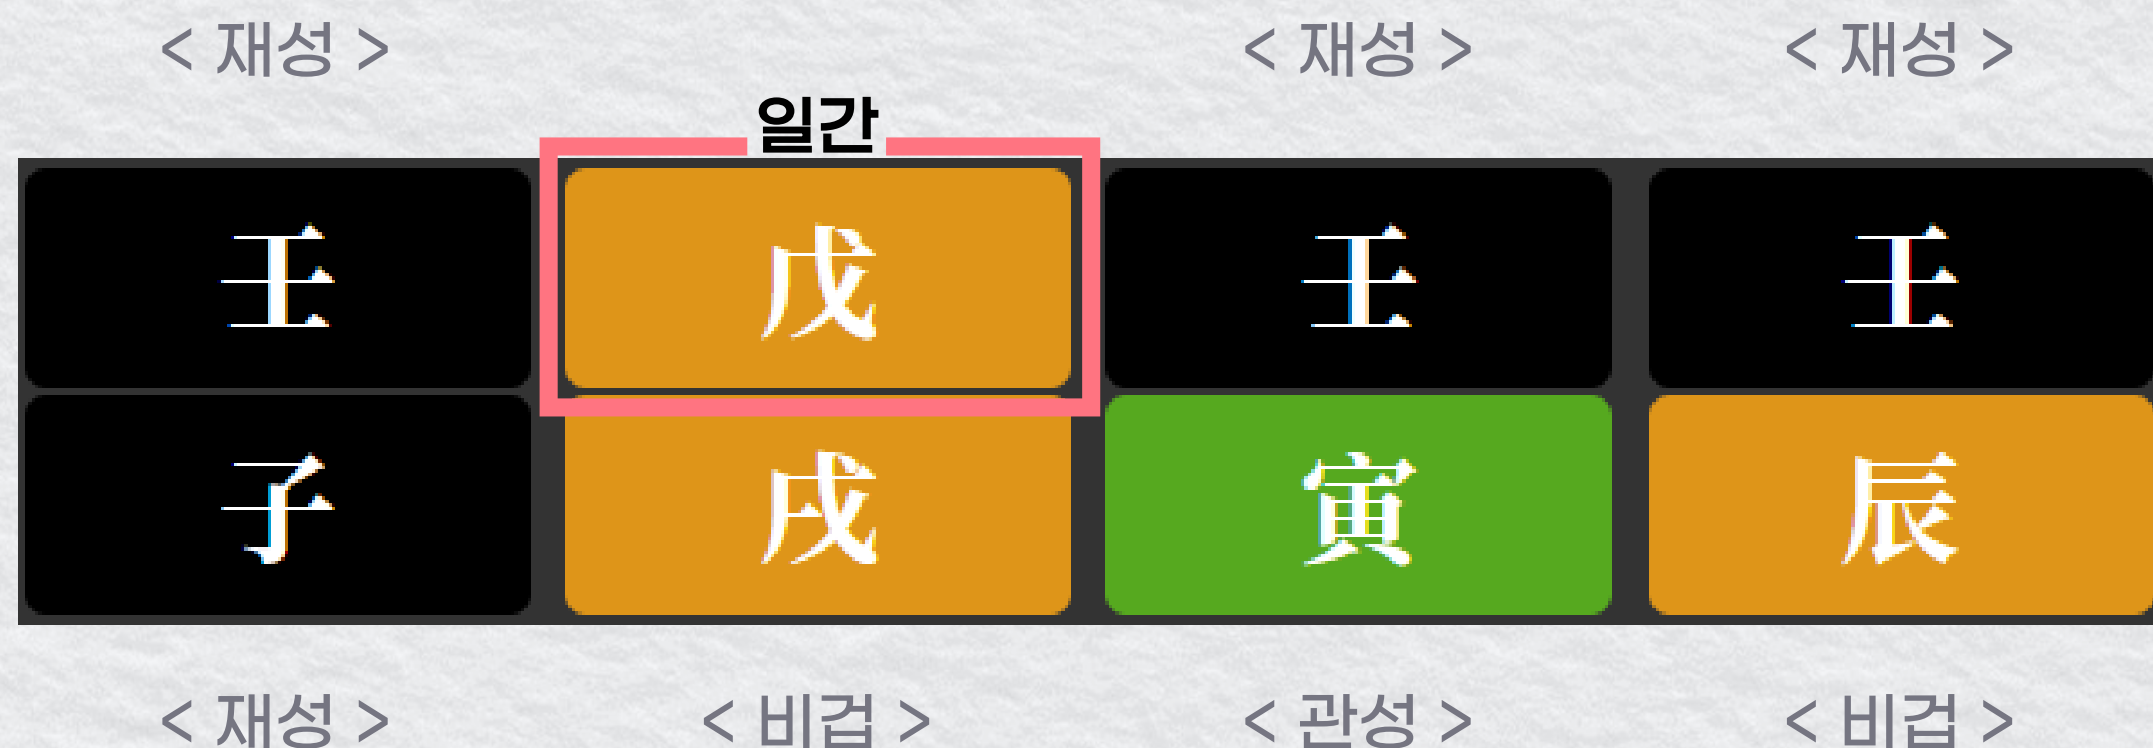 < 재성 > < 재성 > < 재성 >
일간
壬 戊 壬 壬
子 戌 寅 辰
< 재성 > < 비겁 > < 관성 > < 비겁 >